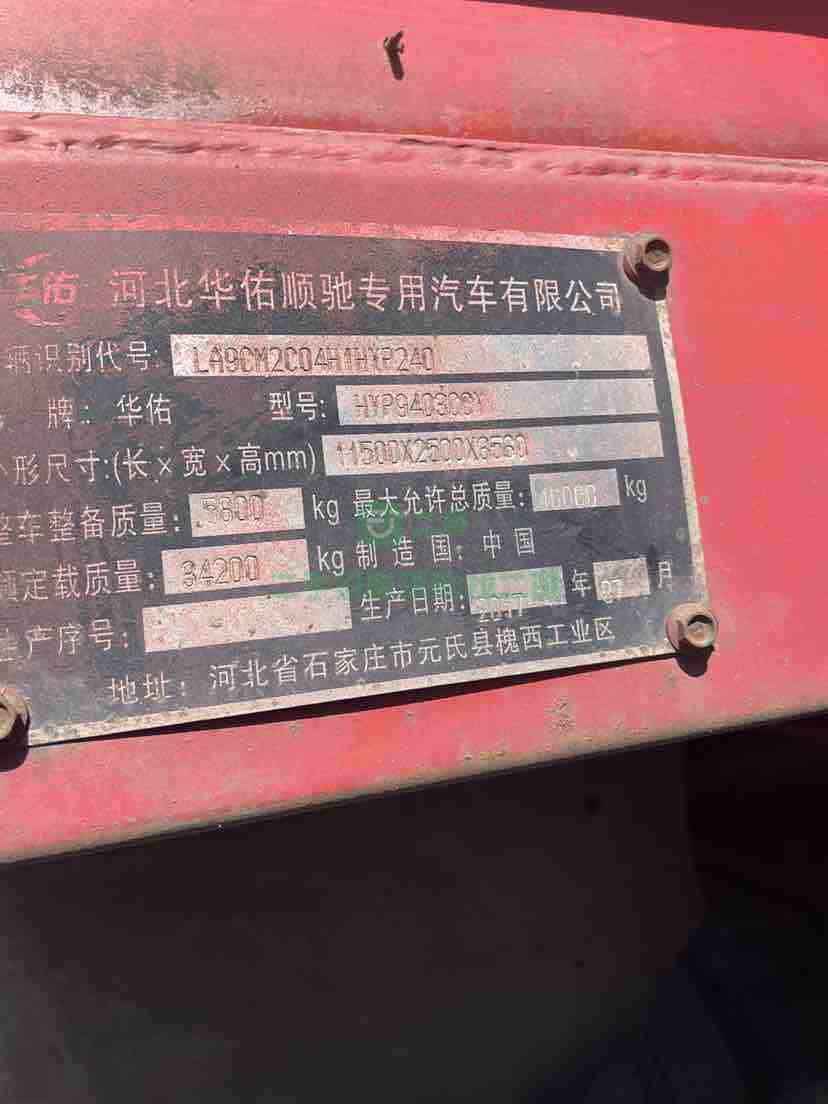 佑 河北华佑顺驰专用汽车有限公司
辆识别代号: LA9CM2C04H1HYP240
牌: 华佑 型号: HYP9403CCY
外形尺寸:(长×宽×高mm) 11500X2500X3560
整车整备质量: 5800 kg 最大允许总质量: 40000 kg
额定载质量: 34200 kg 制造国: 中国
生产序号: 生产日期: 2017 年 07 月
地址: 河北省石家庄市元氏县槐西工业区